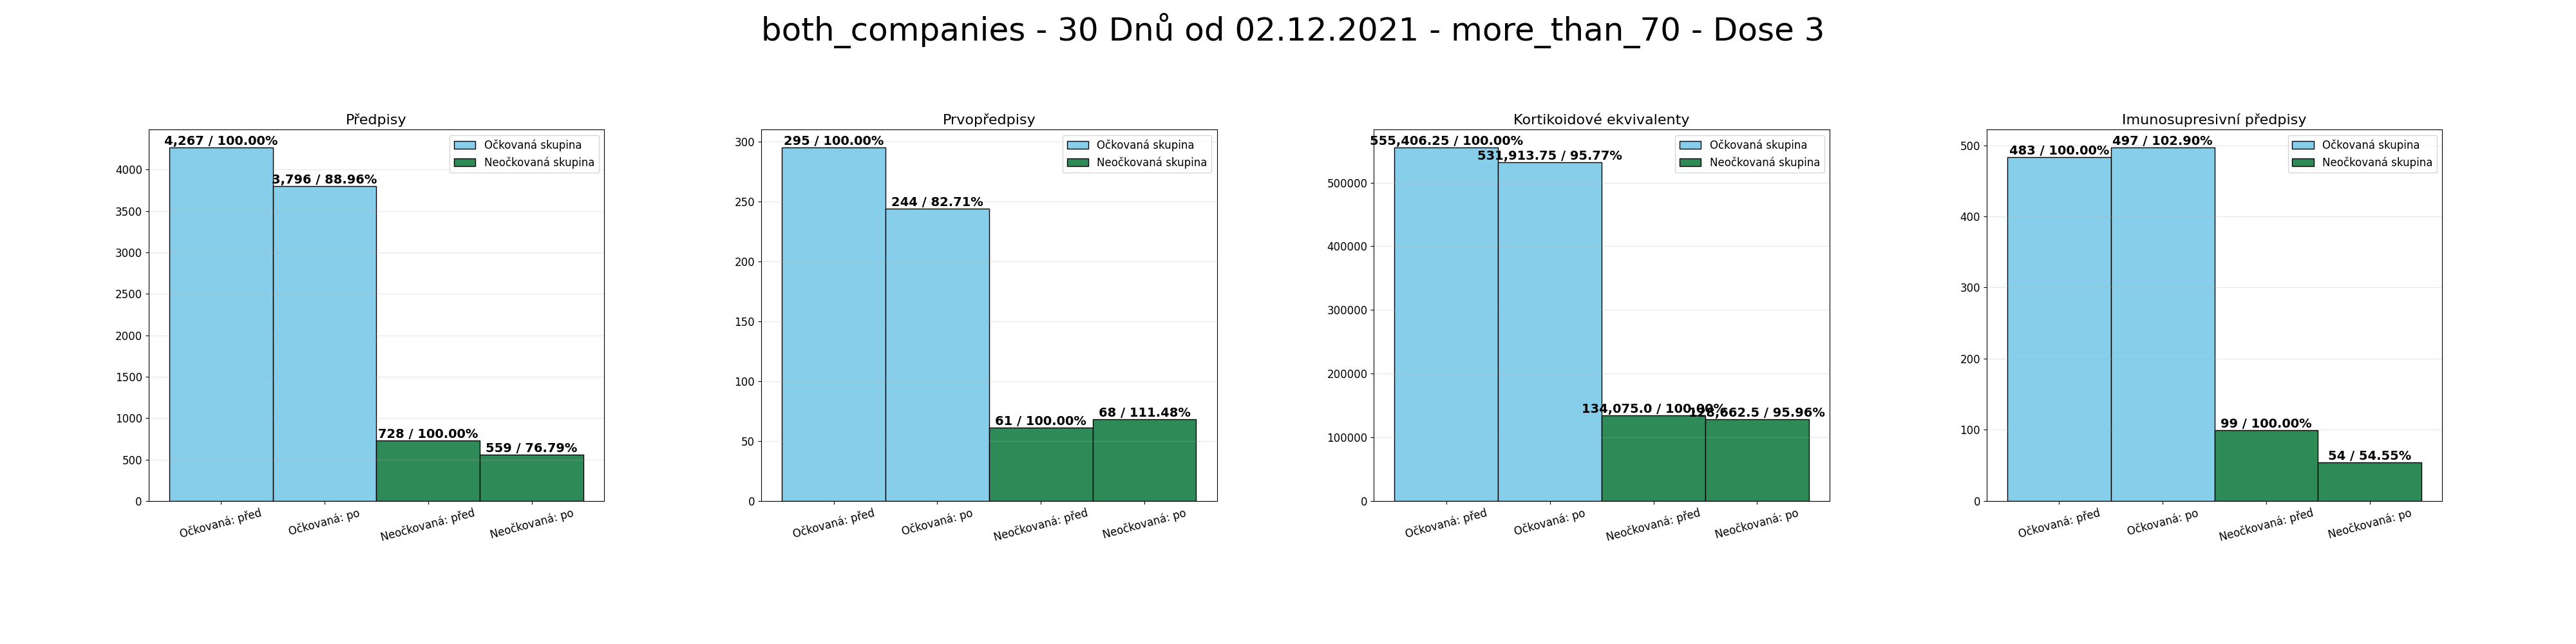 both_companies - 30 Dnů od 02.12.2021 - more_than_70 - Dose 3
Předpisy
4,267 / 100.00%
3,796 / 88.96%
728 / 100.00%
559 / 76.79%
Očkovaná skupina
Neočkovaná skupina
4000
3500
3000
2500
2000
1500
1000
500
0
Očkovaná: před
Očkovaná: po
Neočkovaná: před
Neočkovaná: po
Prvopředpisy
295 / 100.00%
244 / 82.71%
61 / 100.00%
68 / 111.48%
Očkovaná skupina
Neočkovaná skupina
300
250
200
150
100
50
0
Očkovaná: před
Očkovaná: po
Neočkovaná: před
Neočkovaná: po
Kortikoidové ekvivalenty
555,406.25 / 100.00%
531,913.75 / 95.77%
134,075.0 / 100.00%
128,662.5 / 95.96%
Očkovaná skupina
Neočkovaná skupina
500000
400000
300000
200000
100000
0
Očkovaná: před
Očkovaná: po
Neočkovaná: před
Neočkovaná: po
Imunosupresivní předpisy
483 / 100.00%
497 / 102.90%
99 / 100.00%
54 / 54.55%
Očkovaná skupina
Neočkovaná skupina
500
400
300
200
100
0
Očkovaná: před
Očkovaná: po
Neočkovaná: před
Neočkovaná: po